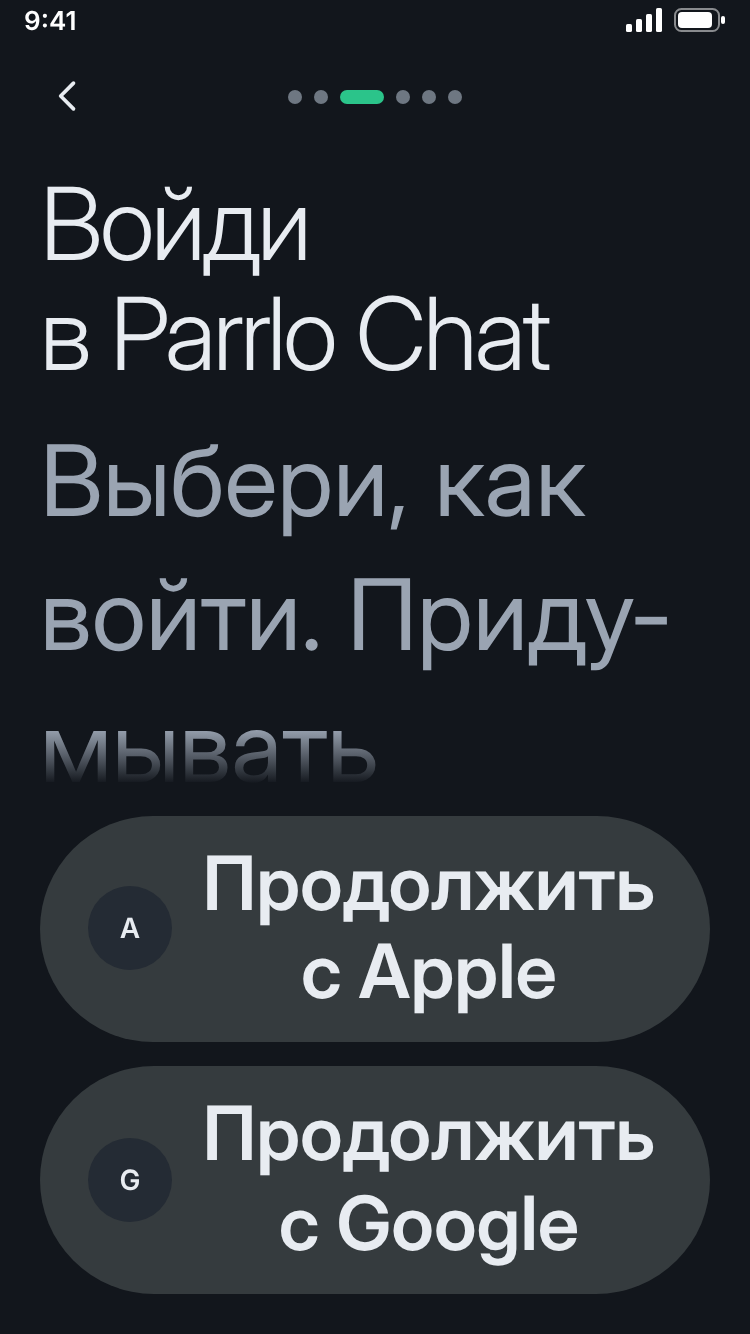 9:41
Войди
в Parrlo Chat
Выбери, как
войти. Приду-
мывать
A
Продолжить
с Apple
G
Продолжить
с Google